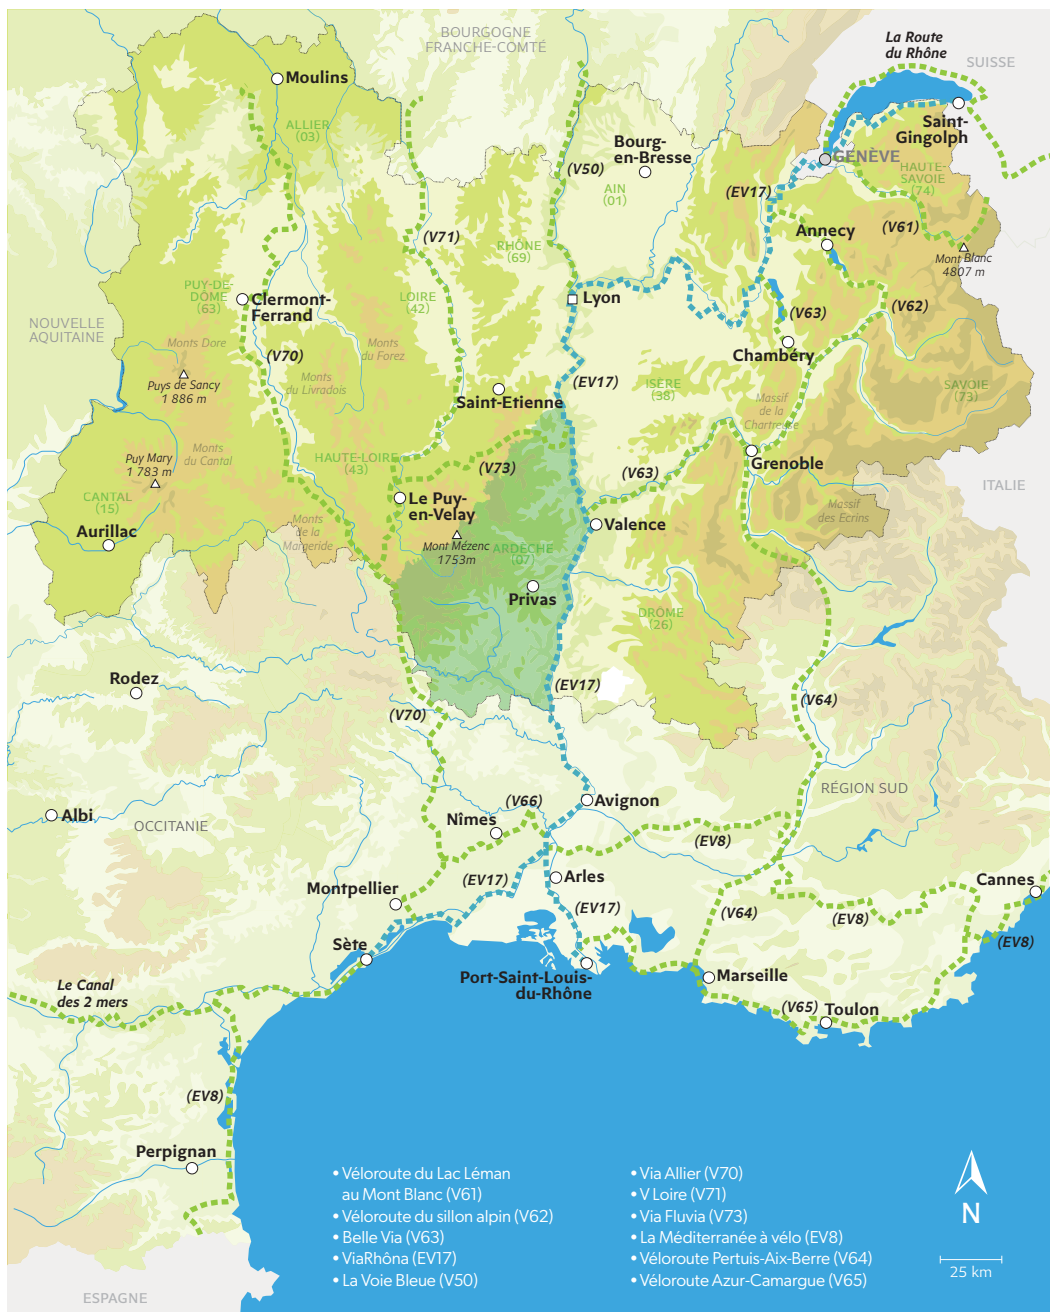 BOURGOGNE
FRANCHE-COMTÉ
La Route
du Rhône
SUISSE
Moulins
ALLIER
(03)
Saint-
Gingolph
Bourg-
en-Bresse
GENÈVE
(V50)
AIN
(01)
(EV17)
HAUTE-
SAVOIE
(74)
(V71)
RHÔNE
(69)
Annecy
(V61)
Mont Blanc
4807 m
PUY-DE-
DÔME
(63)
Clermont-
Ferrand
LOIRE
(42)
Lyon
(V63)
(V62)
NOUVELLE
AQUITAINE
Monts Dore
(V70)
Monts
du Forez
Chambéry
Puys de Sancy
1 886 m
Monts
du Livradois
Saint-Etienne
(EV17)
ISÈRE
(38)
Massif
de la
Chartreuse
SAVOIE
(73)
Puy Mary
1 783 m
Monts
du Cantal
HAUTE-LOIRE
(43)
(V73)
(V63)
Grenoble
ITALIE
CANTAL
(15)
Le Puy-
en-Velay
Aurillac
Monts
de la
Margeride
Mont Mézenc
1753m
ARDÈCHE
(07)
Valence
Massif
des Ecrins
Privas
DRÔME
(26)
Rodez
(EV17)
(V70)
(V64)
Albi
OCCITANIE
(V66)
Nîmes
Avignon
RÉGION SUD
(EV8)
Montpellier
(EV17)
Arles
(EV17)
(V64)
(EV8)
Cannes
(EV8)
Sète
Port-Saint-Louis-
du-Rhône
Marseille
Le Canal
des 2 mers
(V65)
Toulon
(EV8)
Perpignan
• Véloroute du Lac Léman
au Mont Blanc (V61)
• Véloroute du sillon alpin (V62)
• Belle Via (V63)
• ViaRhôna (EV17)
• La Voie Bleue (V50)
• Via Allier (V70)
• V Loire (V71)
• Via Fluvia (V73)
• La Méditerranée à vélo (EV8)
• Véloroute Pertuis-Aix-Berre (V64)
• Véloroute Azur-Camargue (V65)
N
25 km
ESPAGNE